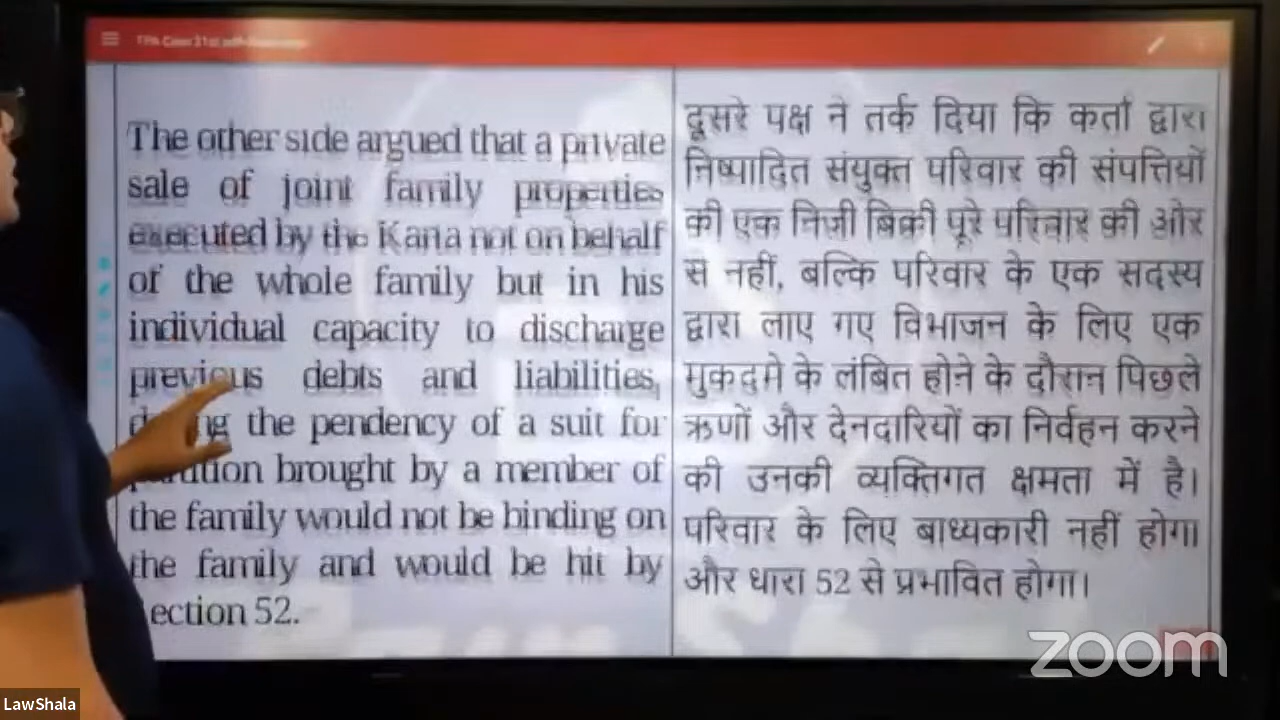 The other side argued that a private
sale of joint family properties
executed by the Karta not on behalf
of the whole family but in his
individual capacity to discharge
previous debts and liabilities,
the pendency of a suit for
brought by a member of
the family would not be binding on
the family and would be hit by
ection 52.
दूसरे पक्ष ने तर्क दिया कि कर्ता द्वारा
निष्पादित संयुक्त परिवार की संपत्तियों
की एक निजी बिक्री पूरे परिवार की ओर
से नहीं, बल्कि परिवार के एक सदस्य
द्वारा लाए गए विभाजन के लिए एक
मुकदमे के लंबित होने के दौरान पिछले
ऋणों और देनदारियों का निर्वहन करने
की उनकी व्यक्तिगत क्षमता में है।
परिवार के लिए बाध्यकारी नहीं होगा।
और धारा 52 से प्रभावित होगा।
zoom
LawShala